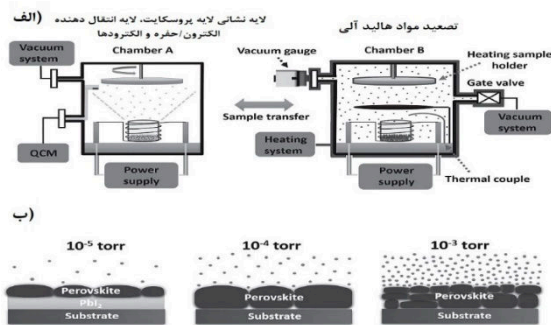 (الف
لایه نشانی لایه پروسکایت، لایه انتقال دهنده
الکترون/حفره و الکترودها
Chamber A
Vacuum system
QCM
Power supply
Sample transfer
تصعید مواد هالید آلی
Chamber B
Vacuum gauge
Heating sample holder
Gate valve
Vacuum system
Heating system
Power supply
Thermal couple
(ب
10-5 torr
Perovskite
PbI2
Substrate
10-4 torr
Perovskite
Substrate
10-3 torr
Perovskite
Substrate